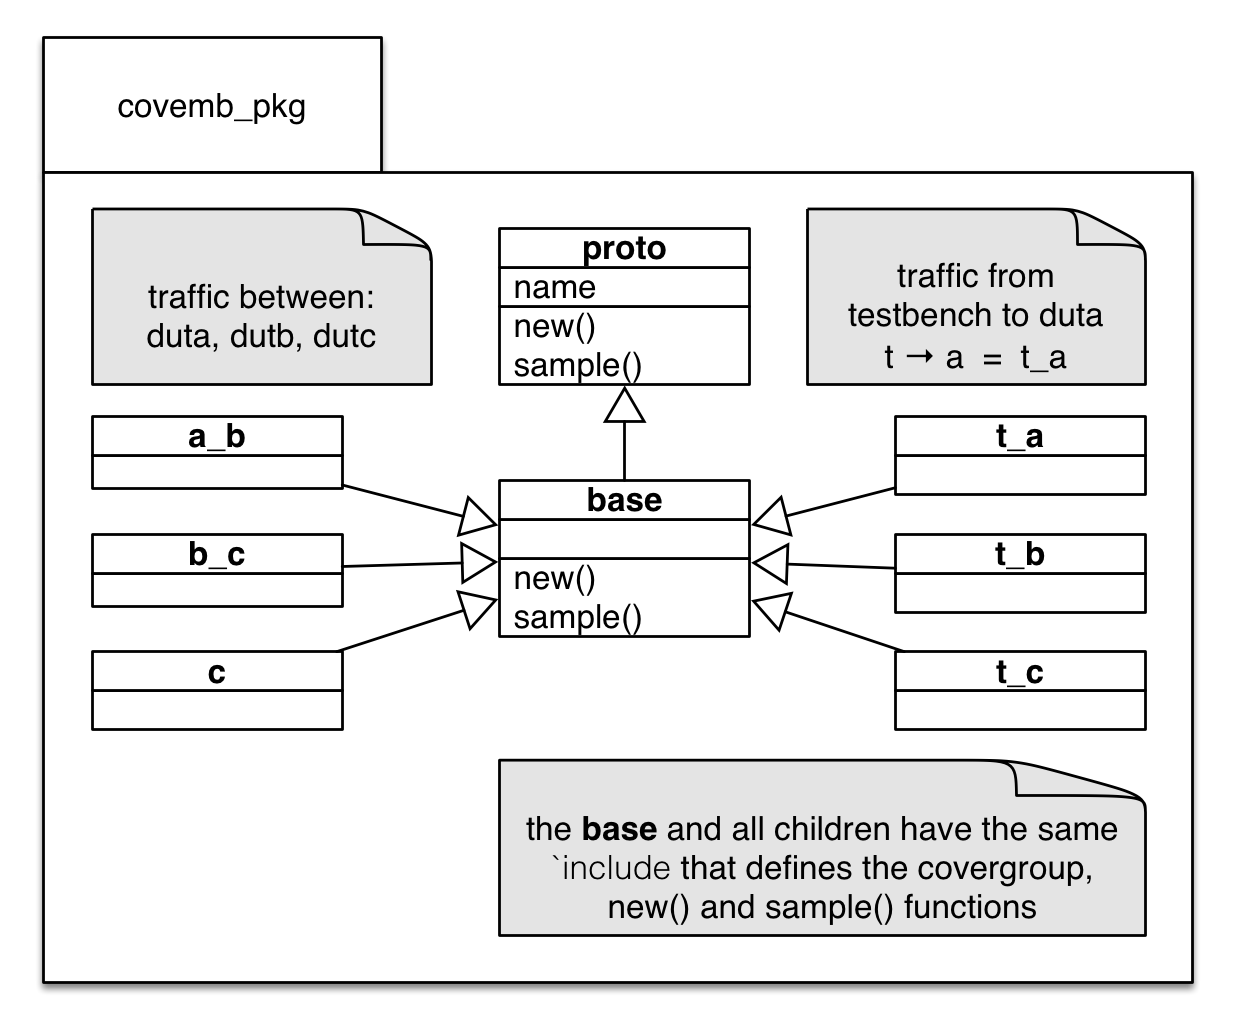 covemb_pkg
traffic between:
duta, dutb, dutc
proto
name
new()
sample()
traffic from
testbench to duta
t → a = t_a
a_b
b_c
c
base
new()
sample()
t_a
t_b
t_c
the base and all children have the same
`include that defines the covergroup,
new() and sample() functions